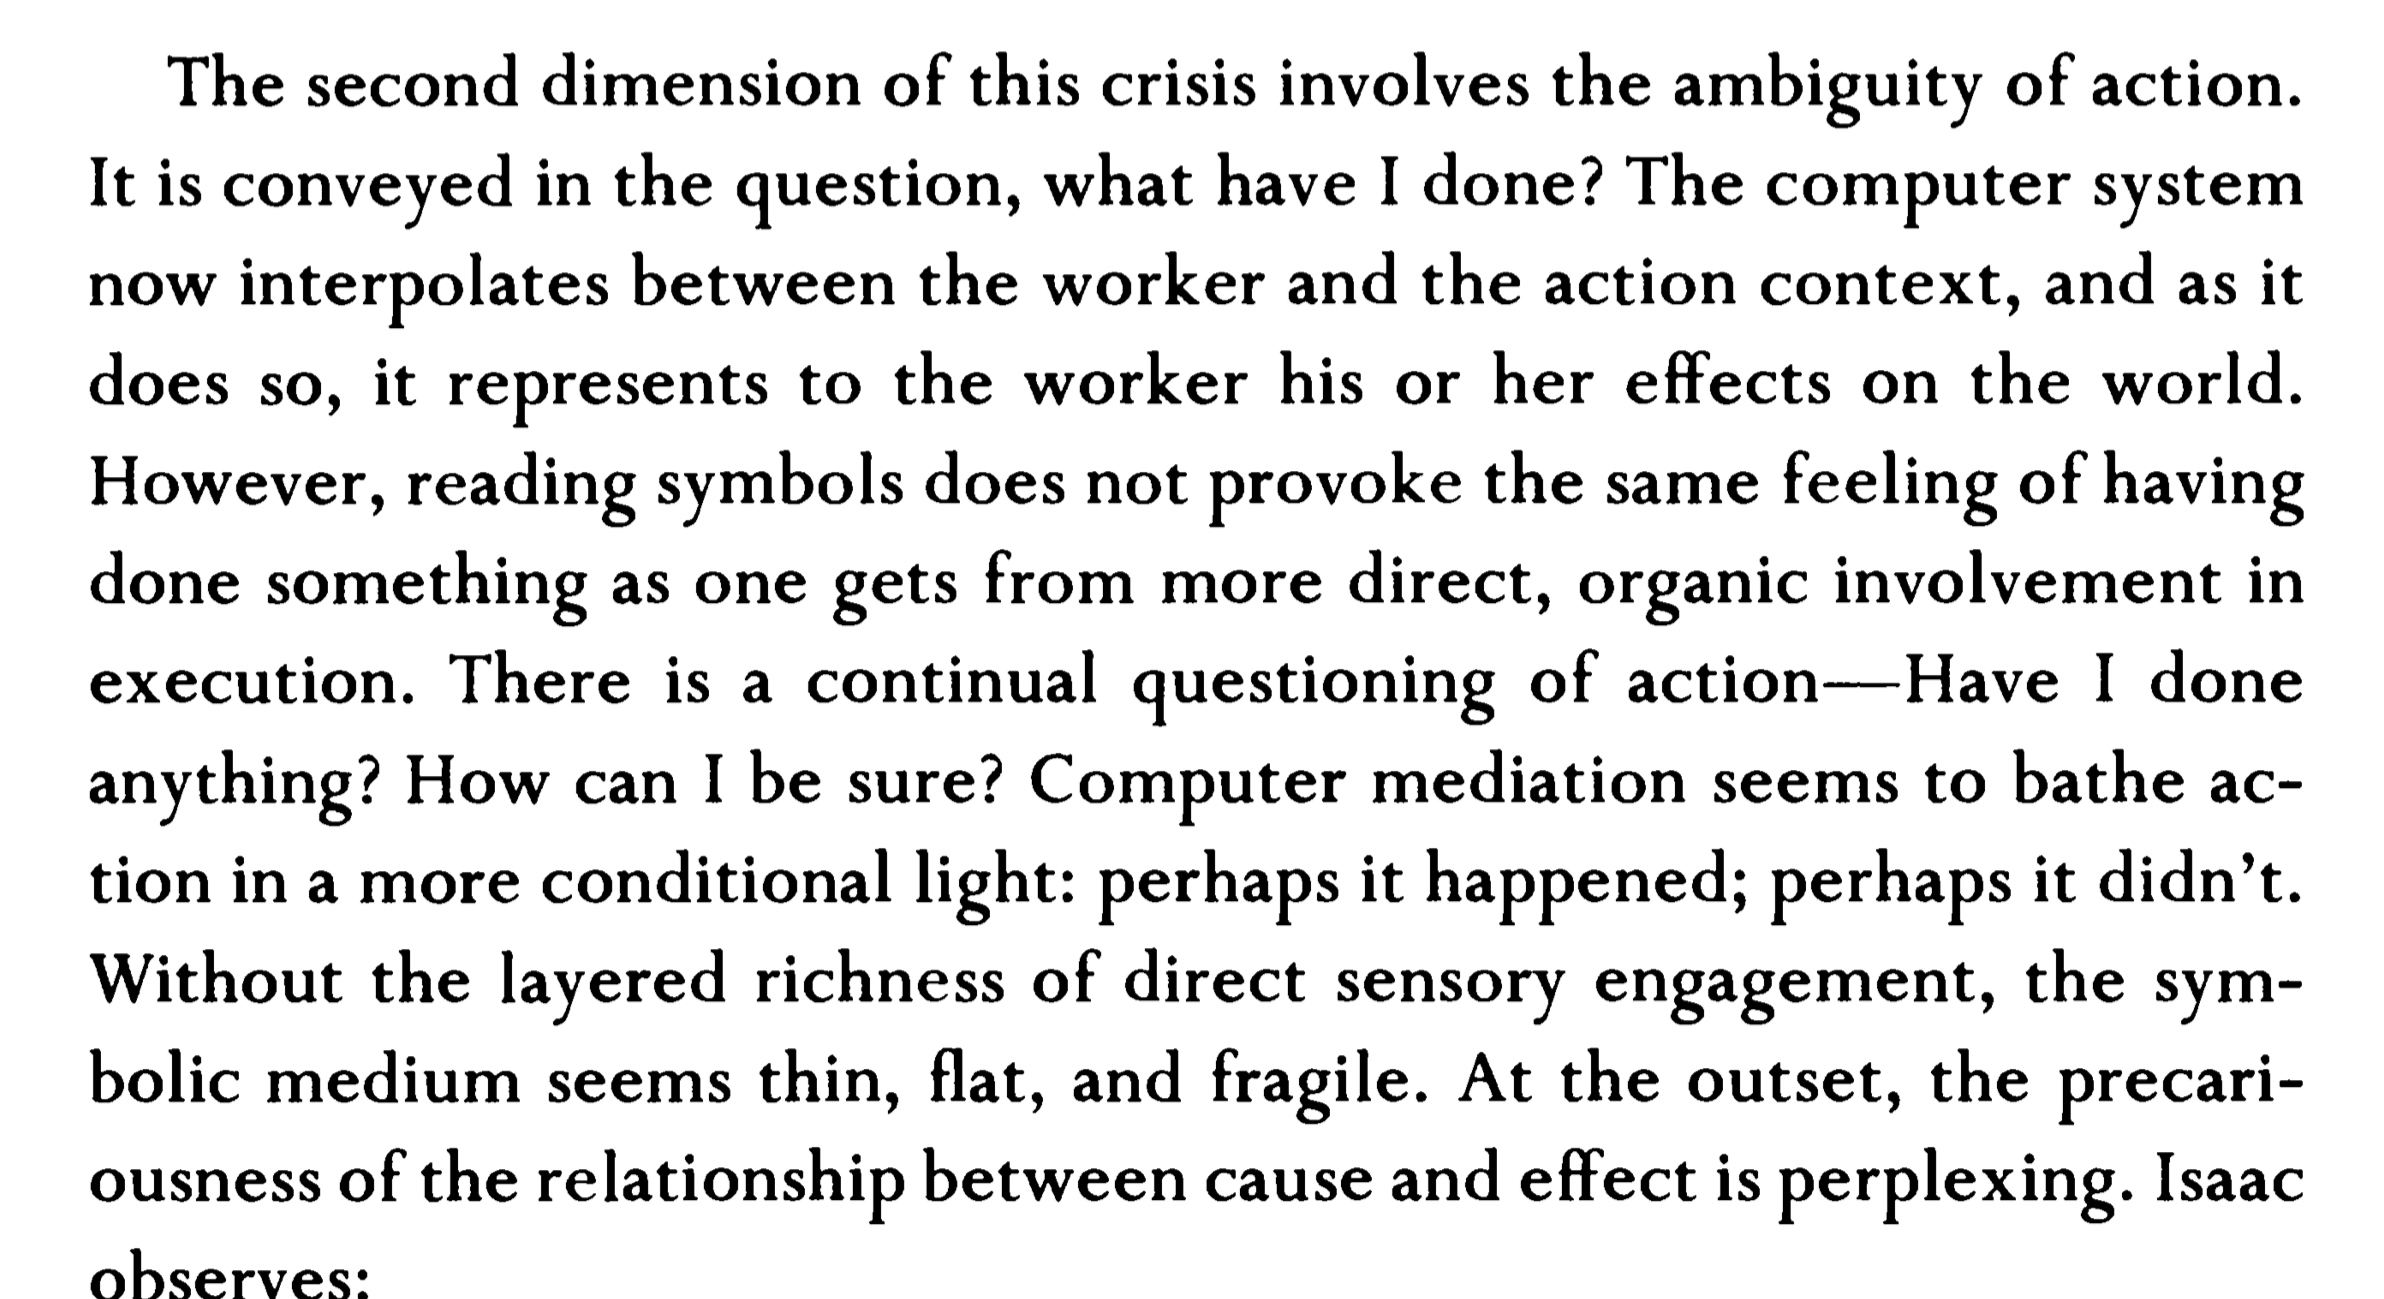 The second dimension of this crisis involves the ambiguity of action.
It is conveyed in the question, what have I done? The computer system
now interpolates between the worker and the action context, and as it
does so, it represents to the worker his or her effects on the world.
However, reading symbols does not provoke the same feeling of having
done something as one gets from more direct, organic involvement in
execution. There is a continual questioning of action—Have I done
anything? How can I be sure? Computer mediation seems to bathe ac-
tion in a more conditional light: perhaps it happened; perhaps it didn’t.
Without the layered richness of direct sensory engagement, the sym-
bolic medium seems thin, flat, and fragile. At the outset, the precari-
ousness of the relationship between cause and effect is perplexing. Isaac
observes: